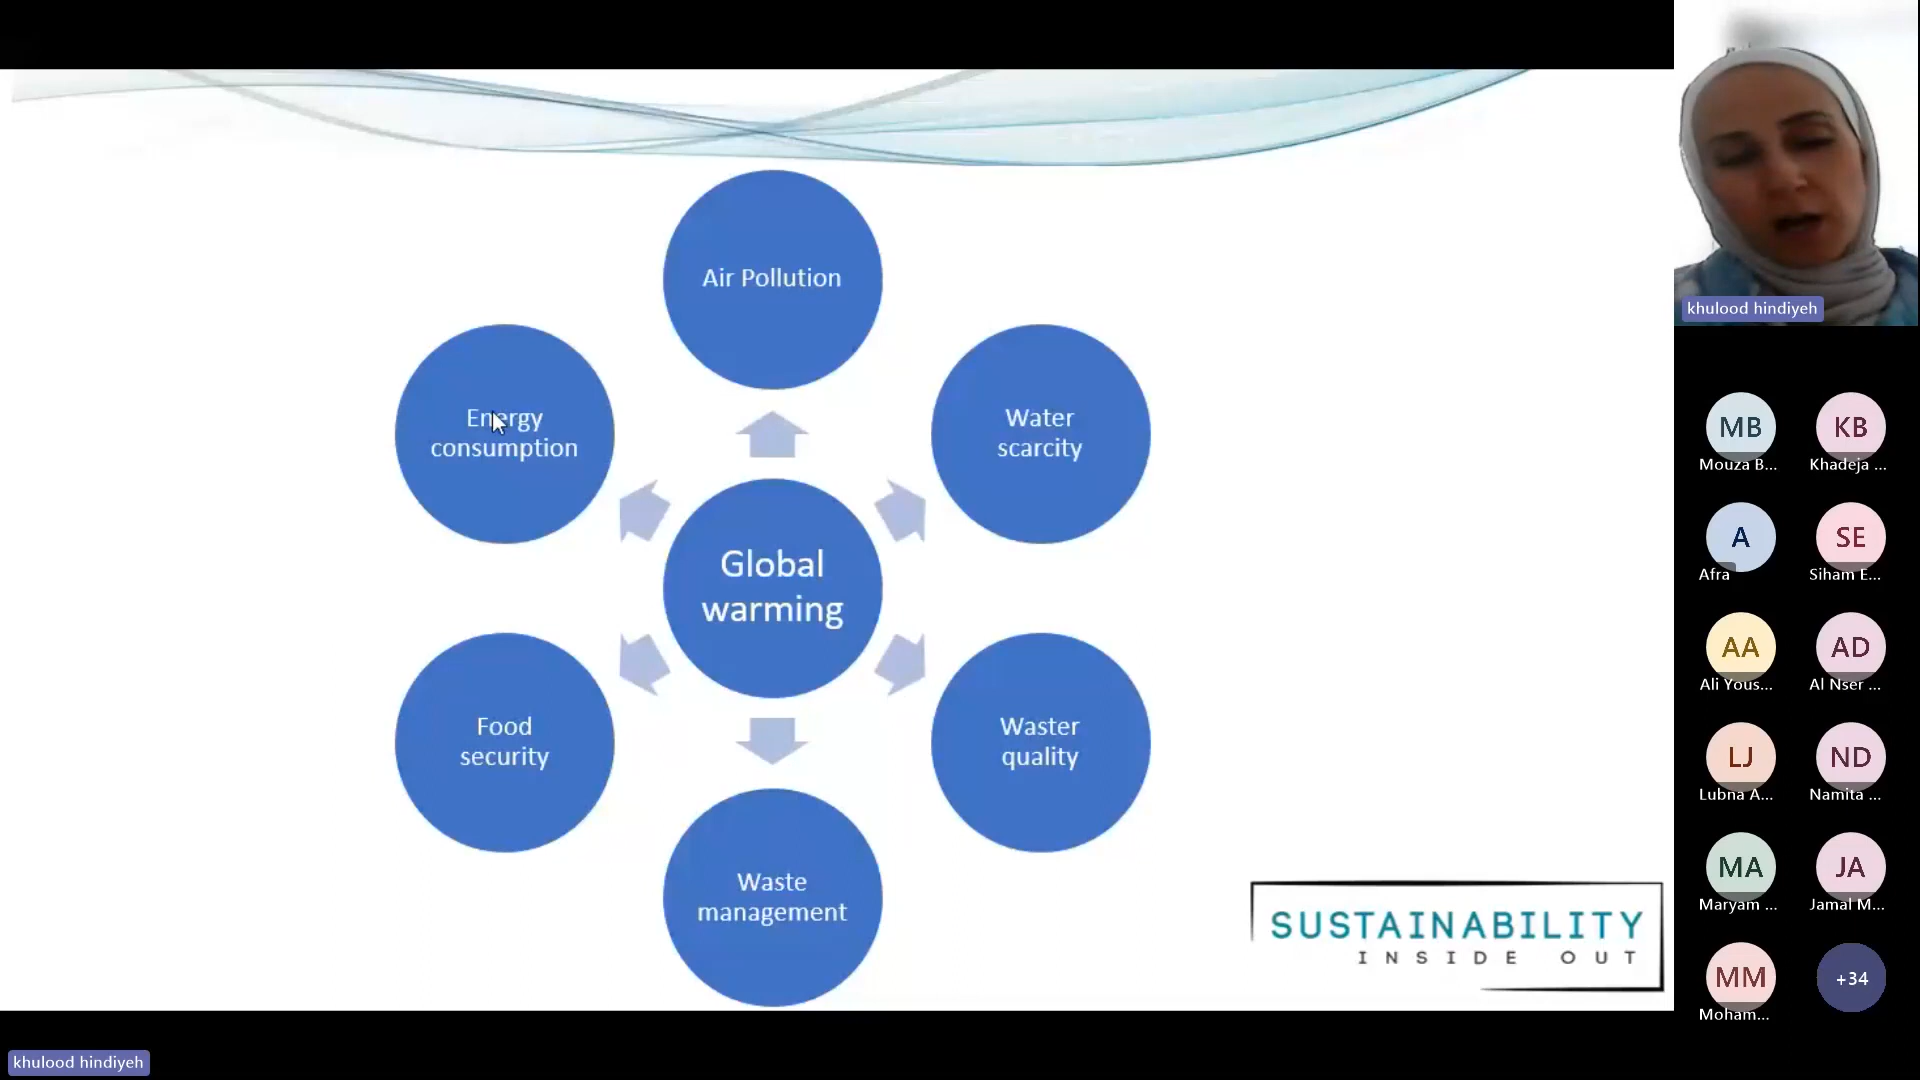 Air Pollution
Energy
consumption
Water
scarcity
Global
warming
Food
security
Waster
quality
Waste
management
SUSTAINABILITY
INSIDE OUT
khulood hindiyeh
MB
Mouza B...
KB
Khadeja ...
A
Afra
SE
Siham E...
AA
Ali Yous...
AD
Al Nser ...
LJ
Lubna A...
ND
Namita ...
MA
Maryam ...
JA
Jamal M...
MM
Moham...
+34
khulood hindiyeh